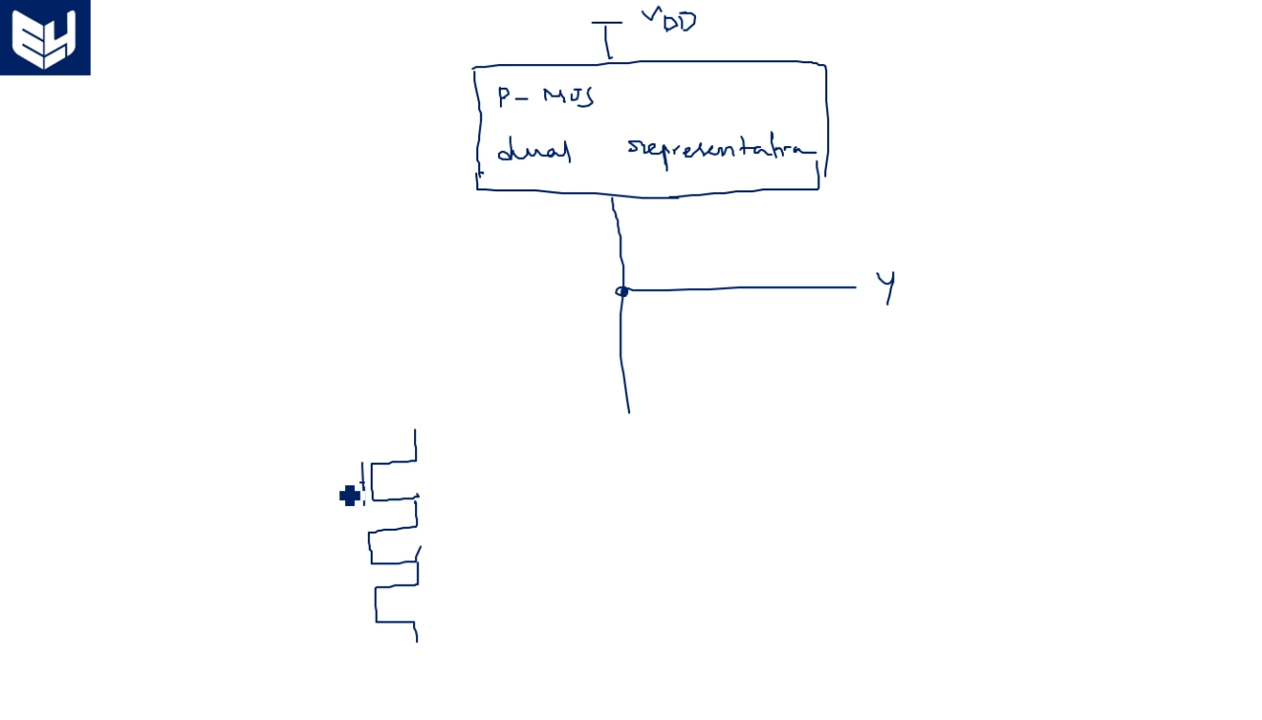 VDD
P- MOS
dual representation
Y